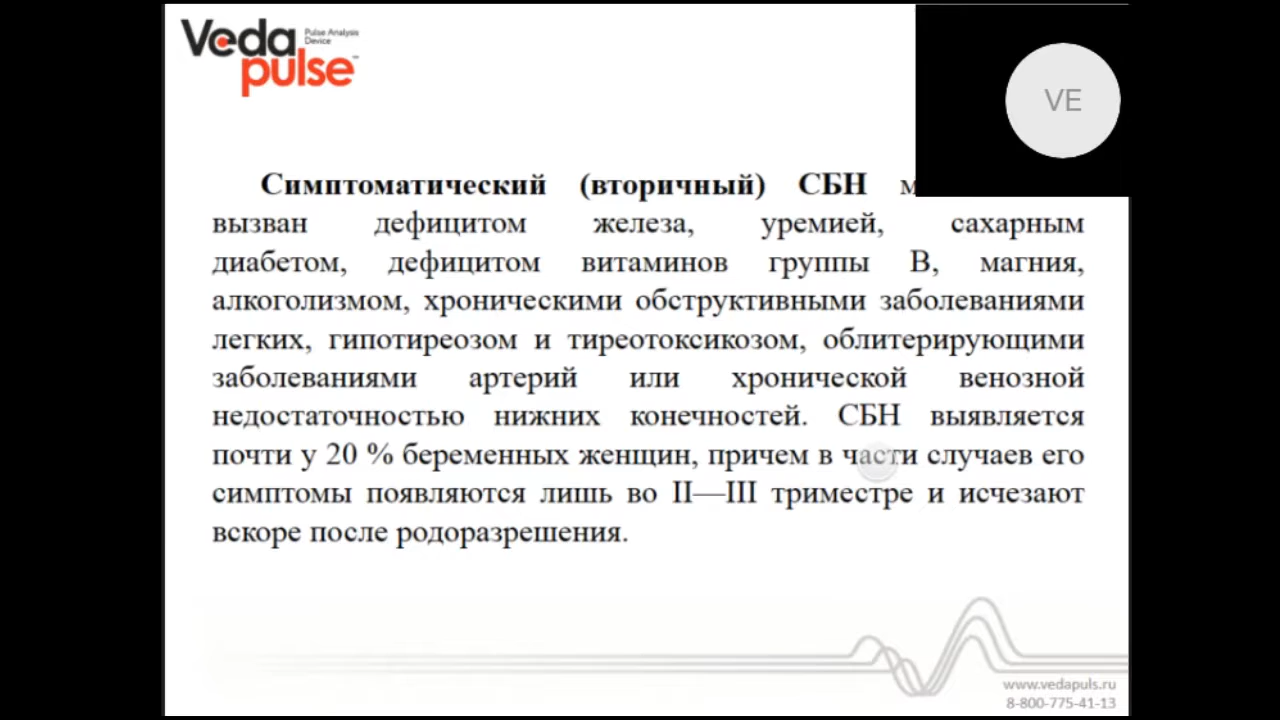 Veda
Pulse Analysis
Device
pulse
VE
Симптоматический (вторичный) СБН
вызван дефицитом железа, уремией, сахарным
диабетом, дефицитом витаминов группы В, магния,
алкоголизмом, хроническими обструктивными заболеваниями
легких, гипотиреозом и тиреотоксикозом, облитерирующими
заболеваниями артерий или хронической венозной
недостаточностью нижних конечностей. СБН выявляется
почти у 20 % беременных женщин, причем в части случаев его
симптомы появляются лишь во II—III триместре и исчезают
вскоре после родоразрешения.
www.vedapuls.ru
8-800-775-41-13